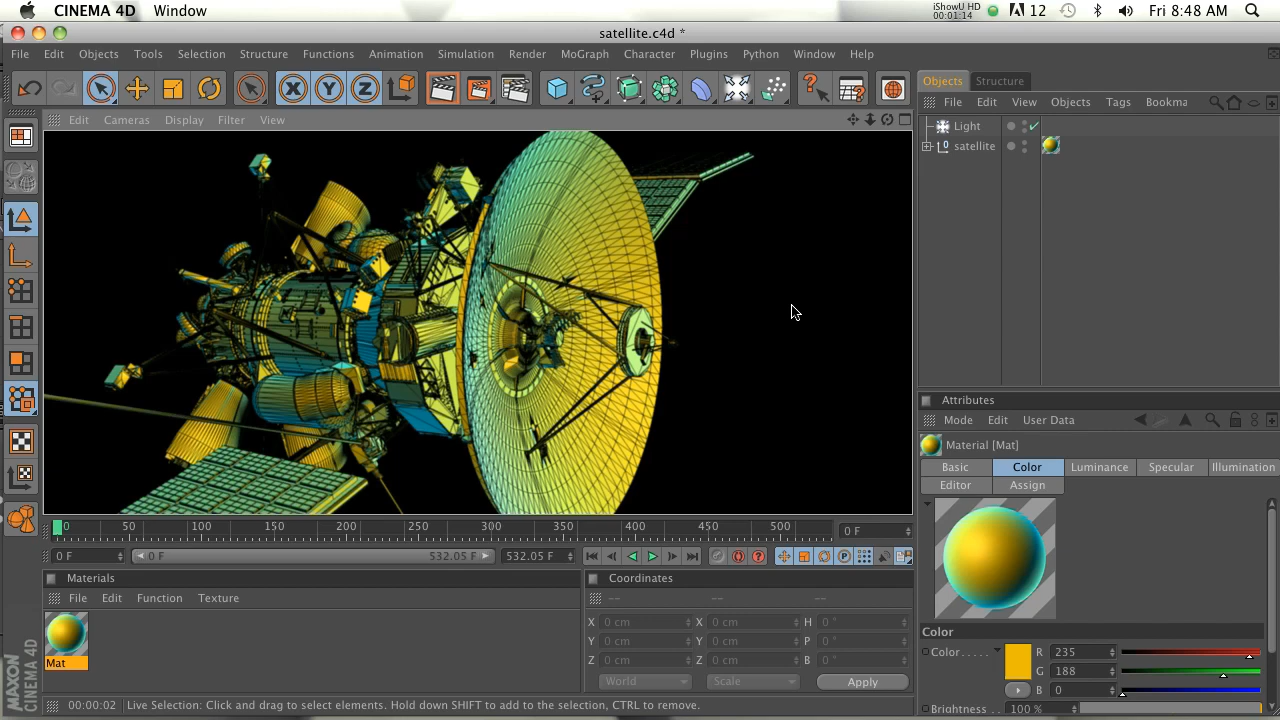 CINEMA 4D Window
iShowU HD
00:01:14
12
Fri 8:48 AM
satellite.c4d *
File Edit Objects Tools Selection Structure Functions Animation Simulation Render MoGraph Character Plugins Python Window Help
X Y Z
Objects Structure
File Edit View Objects Tags Bookma
Edit Cameras Display Filter View
Light
satellite
Attributes
Mode Edit User Data
Material [Mat]
Basic Color Luminance Specular Illumination
Editor Assign
0 50 100 150 200 250 300 350 400 450 500 0 F
0 F 0 F 532.05 F 532.05 F
Materials
File Edit Function Texture
Mat
Coordinates
-- -- --
X 0 cm X 0 cm H 0 °
Y 0 cm Y 0 cm P 0 °
Z 0 cm Z 0 cm B 0 °
World Scale Apply
Color
Color..... R 235
G 188
B 0
Brightness . 100 %
MAXON
CINEMA 4D
00:00:02 Live Selection: Click and drag to select elements. Hold down SHIFT to add to the selection, CTRL to remove.